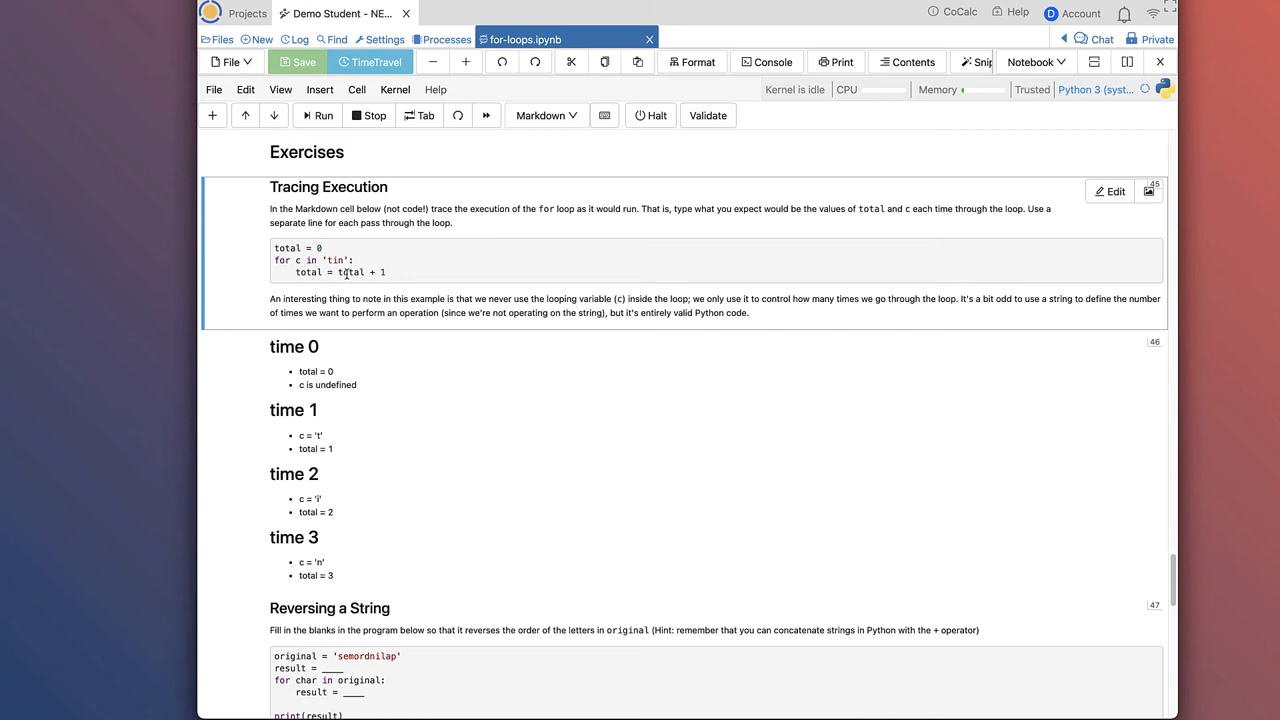 Projects
Demo Student - NE...
CoCalc
Help
Account
Files
New
Log
Find
Settings
Processes
for-loops.ipynb
Chat
Private
File
Save
TimeTravel
Format
Console
Print
Contents
Notebook
File Edit View Insert Cell Kernel Help
Kernel is idle
CPU
Memory
Trusted
Python 3 (syst...
Run
Stop
Tab
Markdown
Halt
Validate
Exercises
Tracing Execution
45
Edit
In the Markdown cell below (not code!) trace the execution of the for loop as it would run. That is, type what you expect would be the values of total and c each time through the loop. Use a
separate line for each pass through the loop.
total = 0
for c in 'tin':
total = total + 1
An interesting thing to note in this example is that we never use the looping variable (c) inside the loop; we only use it to control how many times we go through the loop. It's a bit odd to use a string to define the number
of times we want to perform an operation (since we're not operating on the string), but it's entirely valid Python code.
time 0
46
• total = 0
• c is undefined
time 1
• c = 't'
• total = 1
time 2
• c = 'i'
• total = 2
time 3
• c = 'n'
• total = 3
Reversing a String
47
Fill in the blanks in the program below so that it reverses the order of the letters in original (Hint: remember that you can concatenate strings in Python with the + operator)
original = 'semordnilap'
result = ____
for char in original:
result = ____
print(result)